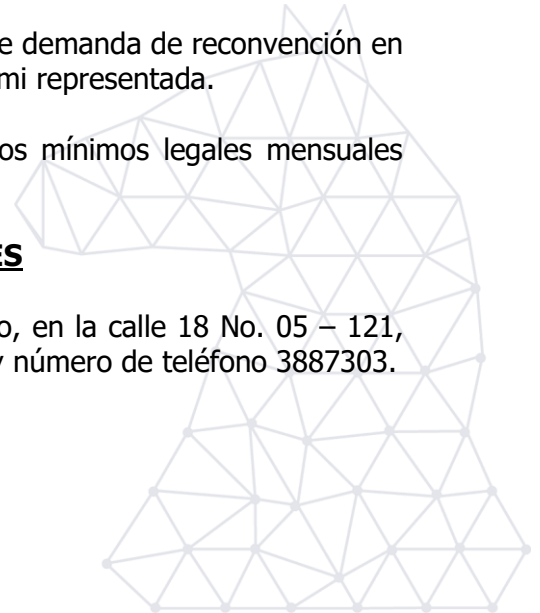 e demanda de reconvención en
mi representada.
os mínimos legales mensuales
ES
o, en la calle 18 No. 05 – 121,
y número de teléfono 3887303.